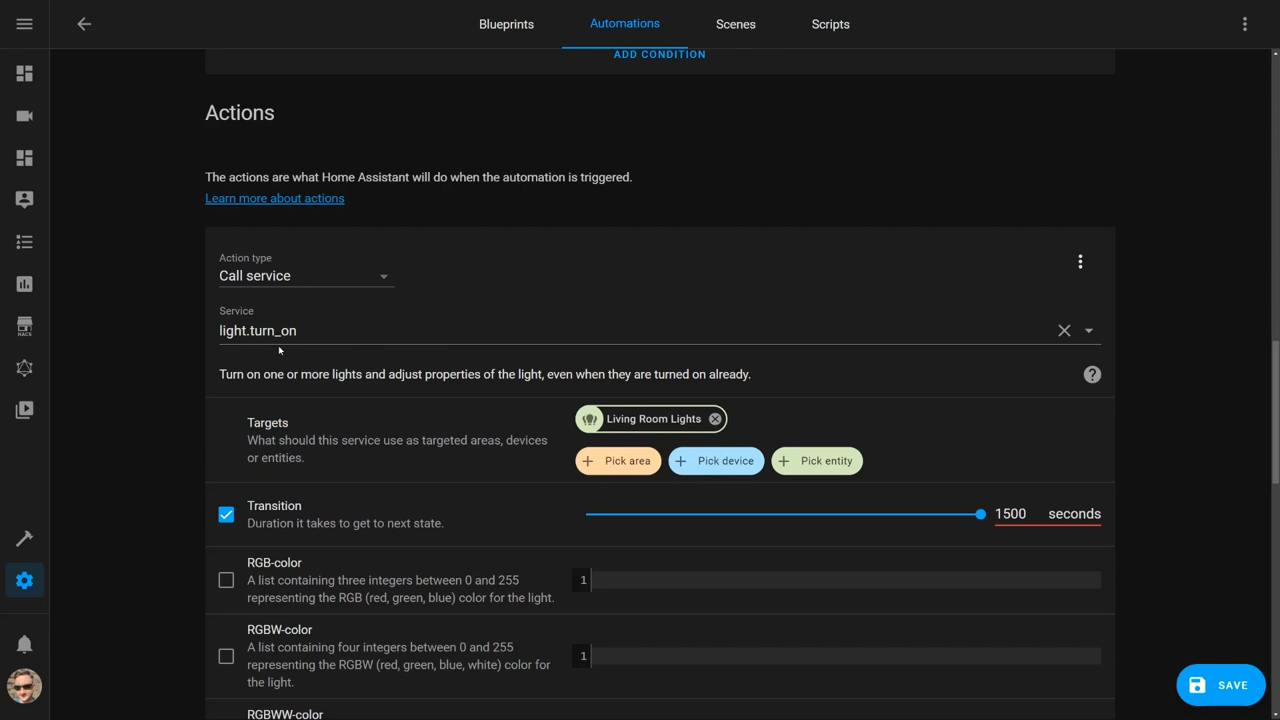 Blueprints
Automations
Scenes
Scripts
ADD CONDITION
Actions
The actions are what Home Assistant will do when the automation is triggered.
Learn more about actions
Action type
Call service
Service
light.turn_on
Turn on one or more lights and adjust properties of the light, even when they are turned on already.
Targets
What should this service use as targeted areas, devices
or entities.
Living Room Lights
Pick area
Pick device
Pick entity
Transition
Duration it takes to get to next state.
1500 seconds
RGB-color
A list containing three integers between 0 and 255
representing the RGB (red, green, blue) color for the light.
1
RGBW-color
A list containing four integers between 0 and 255
representing the RGBW (red, green, blue, white) color for
the light.
1
RGBWW-color
SAVE
HACS